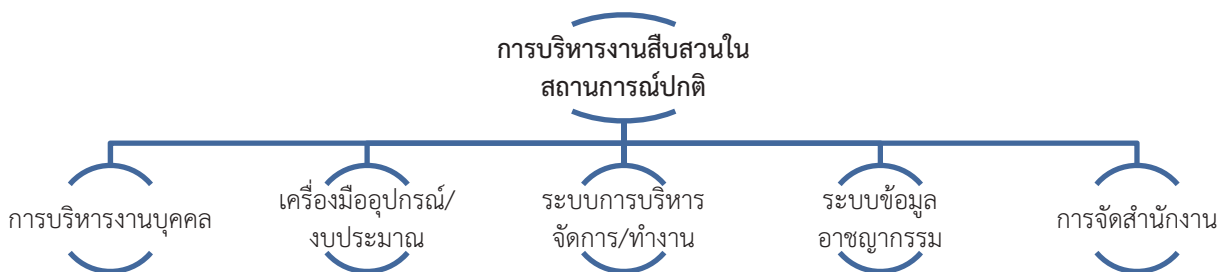 การบริหารงานสืบสวนใน
สถานการณ์ปกติ
การบริหารงานบุคคล
เครื่องมืออุปกรณ์/
งบประมาณ
ระบบการบริหาร
จัดการ/ทำงาน
ระบบข้อมูล
อาชญากรรม
การจัดสำนักงาน